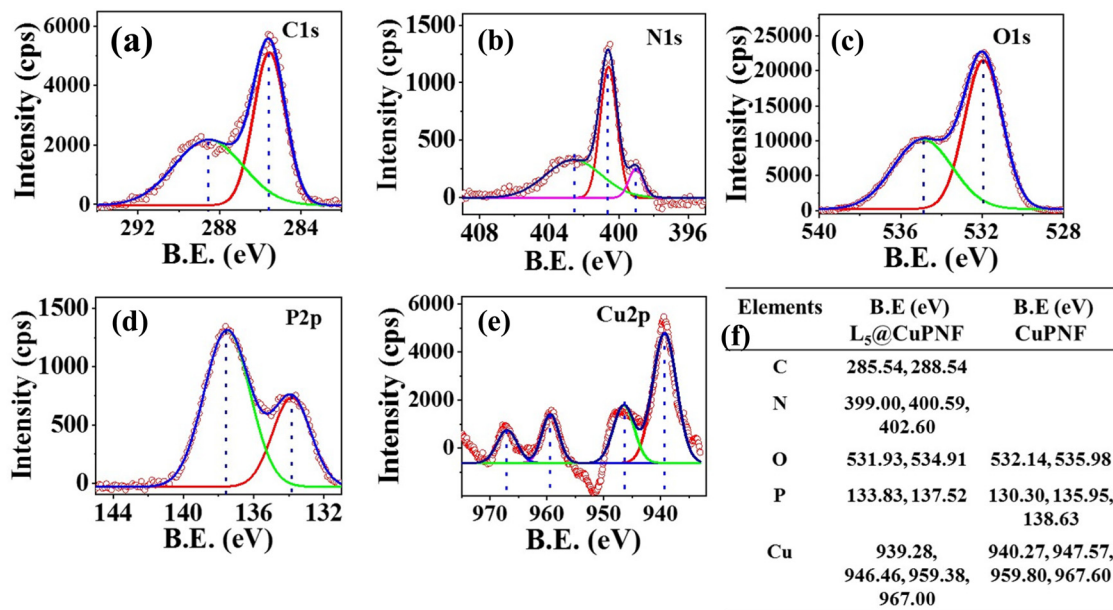 (a)
C1s
6000
4000
2000
0
292
288
284
Intensity (cps)
B.E. (eV)
(b)
N1s
1500
1000
500
0
408
404
400
396
Intensity (cps)
B.E. (eV)
(c)
O1s
25000
20000
15000
10000
5000
0
540
536
532
528
Intensity (cps)
B.E. (eV)
(d)
P2p
1500
1000
500
0
144
140
136
132
Intensity (cps)
B.E. (eV)
(e)
Cu2p
6000
4000
2000
0
970
960
950
940
Intensity (cps)
B.E. (eV)
(f)
Elements B.E (eV) B.E (eV)
L₅@CuPNF CuPNF
C 285.54, 288.54
N 399.00, 400.59,
402.60
O 531.93, 534.91 532.14, 535.98
P 133.83, 137.52 130.30, 135.95,
138.63
Cu 939.28, 940.27, 947.57,
946.46, 959.38, 959.80, 967.60
967.00